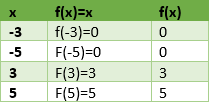 x f(x)=x f(x)
-3 f(-3)=0 0
-5 F(-5)=0 0
3 F(3)=3 3
5 F(5)=5 5